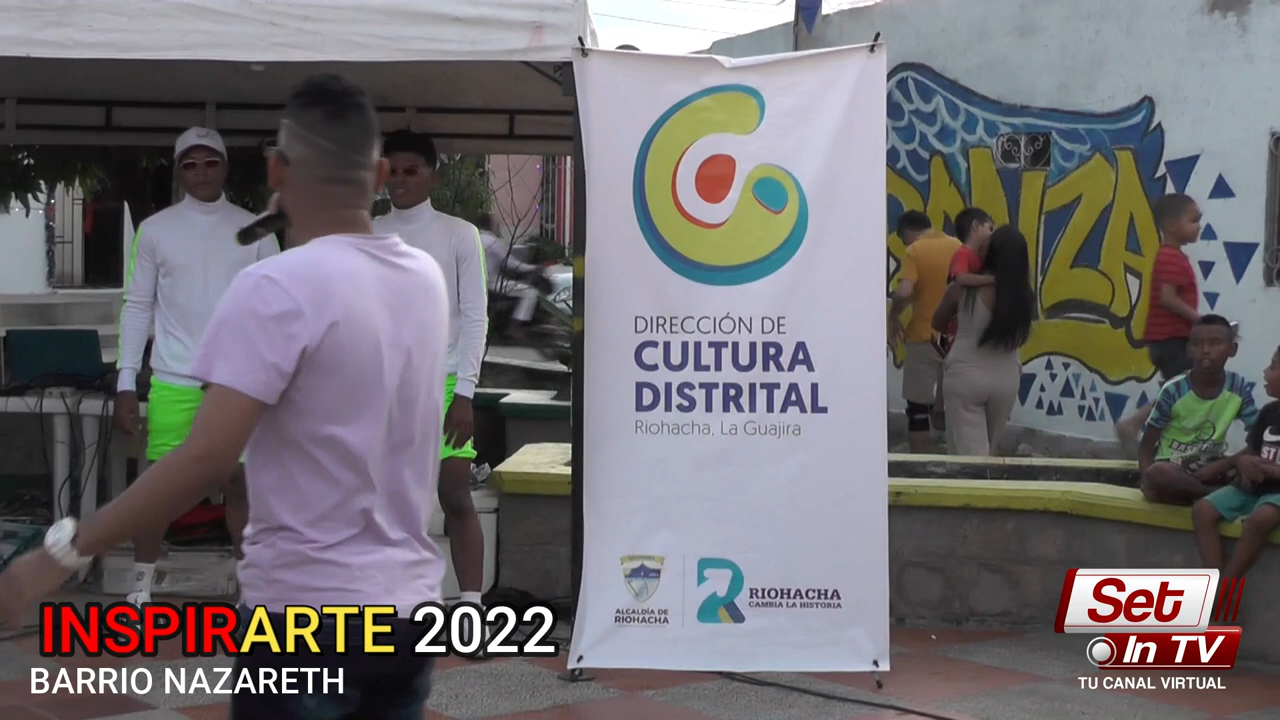 DIRECCIÓN DE
CULTURA
DISTRITAL
Riohacha, La Guajira
ALCALDÍA DE
RIOHACHA
RIOHACHA
CAMBIA LA HISTORIA
INSPIRARTE 2022
BARRIO NAZARETH
Set
In TV
TU CANAL VIRTUAL